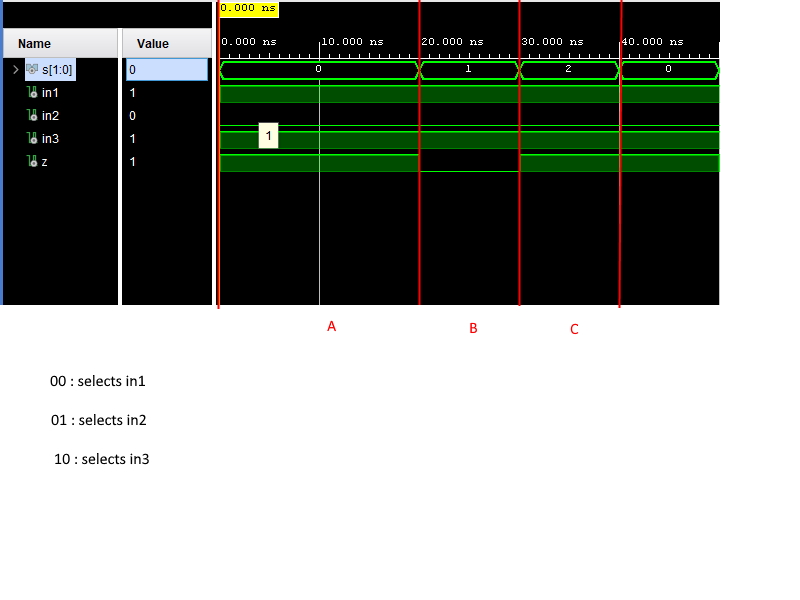 0.000 ns
Name Value 0.000 ns 10.000 ns 20.000 ns 30.000 ns 40.000 ns
s[1:0] 0 0 1 2 0
in1 1
in2 0
in3 1 1
z 1
A B C
00 : selects in1
01 : selects in2
10 : selects in3